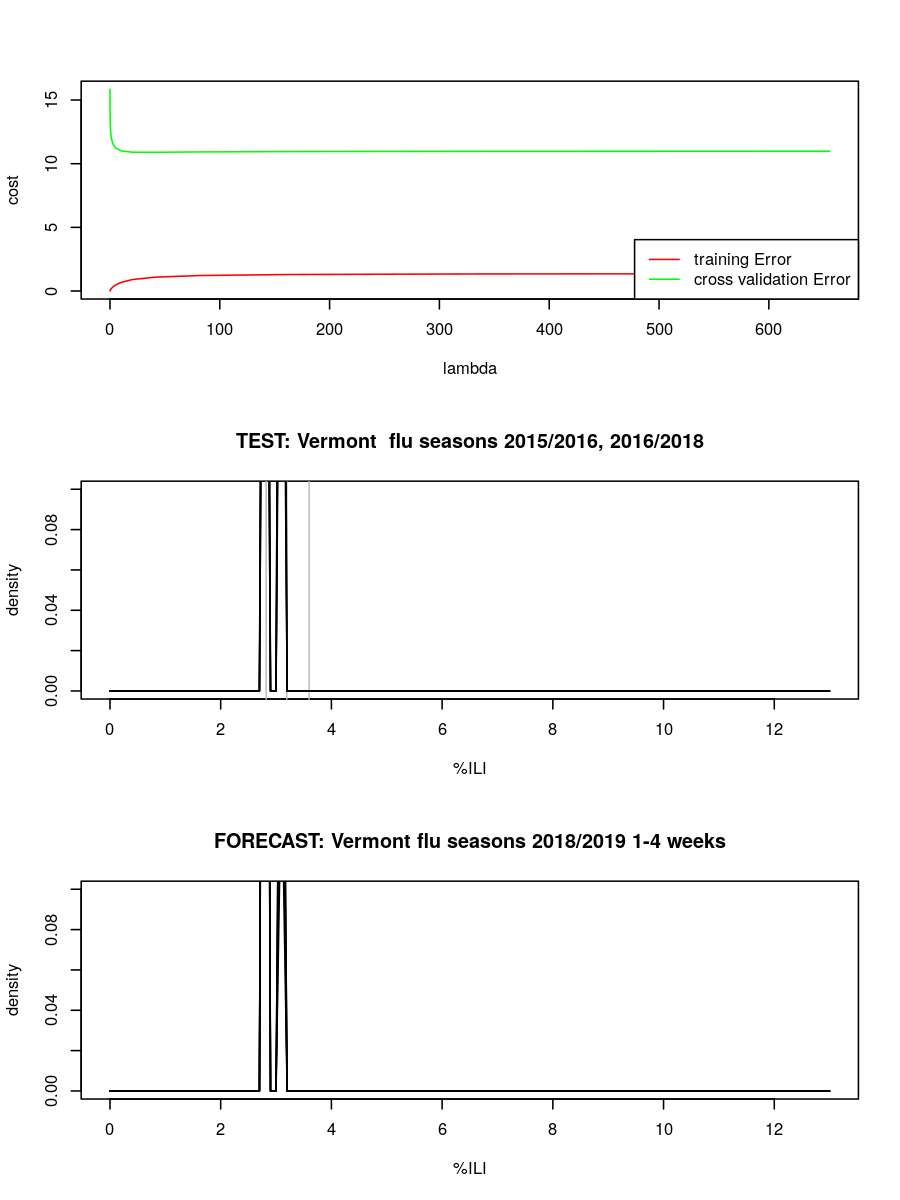 15
10
5
0
cost
training Error
cross validation Error
0 100 200 300 400 500 600
lambda
TEST: Vermont  flu seasons 2015/2016, 2016/2018
0.08
0.04
0.00
density
0 2 4 6 8 10 12
%ILI
FORECAST: Vermont flu seasons 2018/2019 1-4 weeks
0.08
0.04
0.00
density
0 2 4 6 8 10 12
%ILI